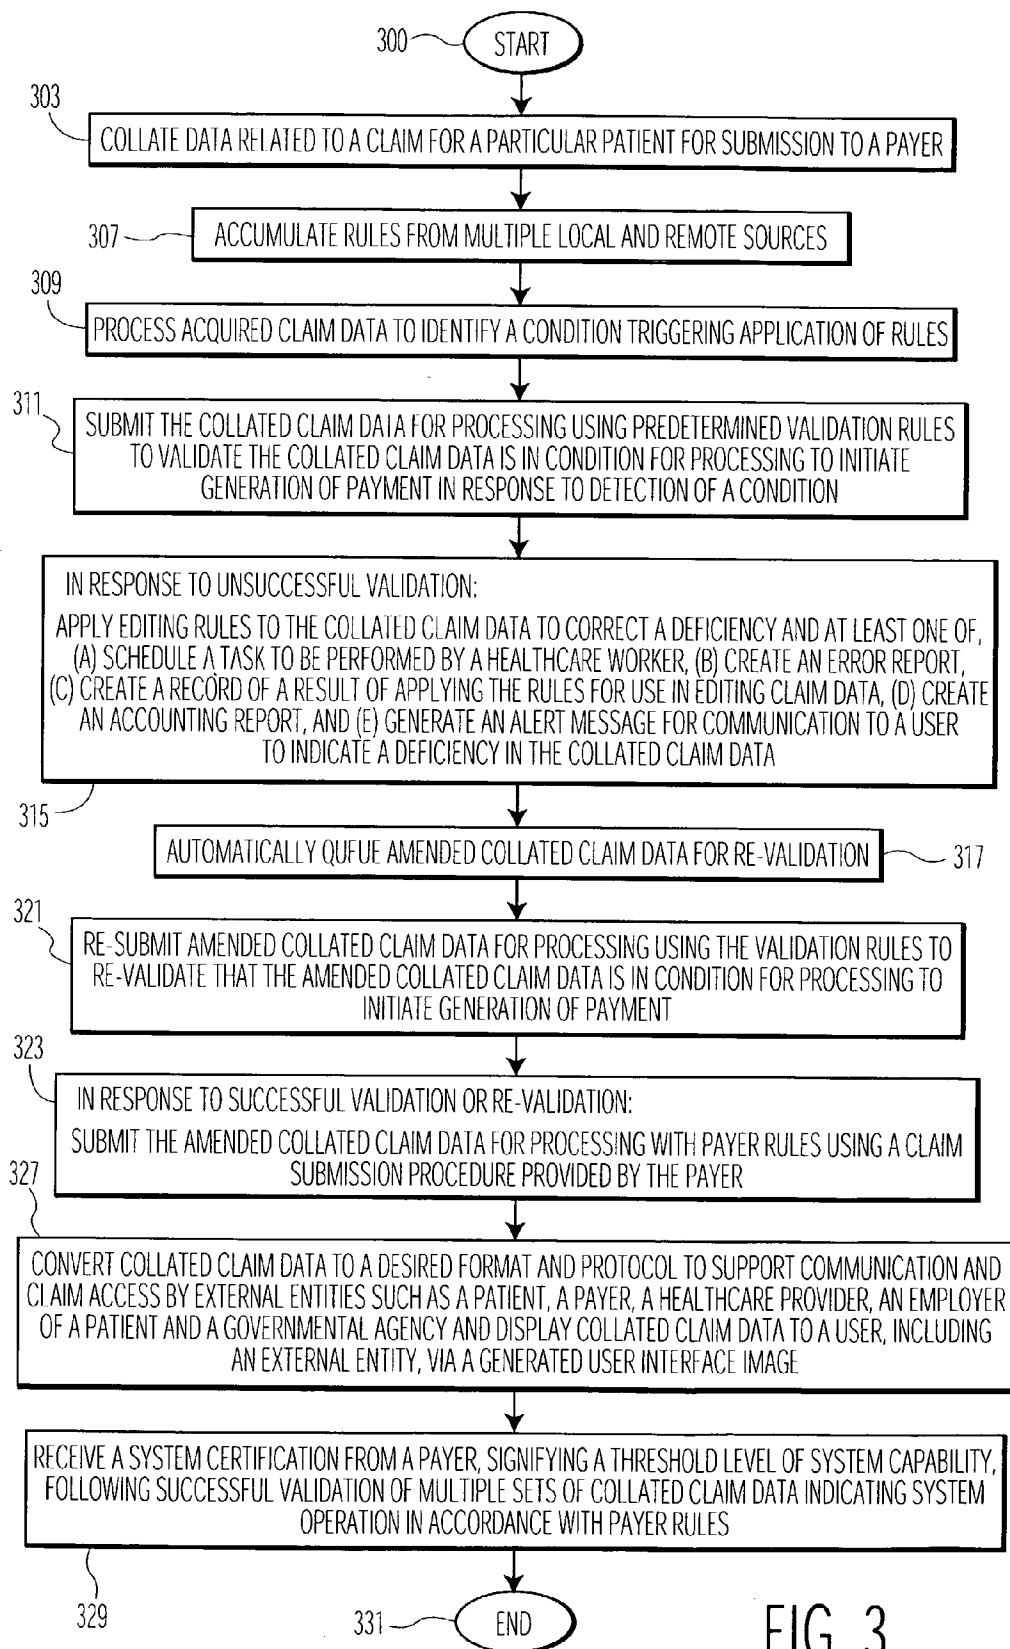 300
START
303
COLLATE DATA RELATED TO A CLAIM FOR A PARTICULAR PATIENT FOR SUBMISSION TO A PAYER
307
ACCUMULATE RULES FROM MULTIPLE LOCAL AND REMOTE SOURCES
309
PROCESS ACQUIRED CLAIM DATA TO IDENTIFY A CONDITION TRIGGERING APPLICATION OF RULES
311
SUBMIT THE COLLATED CLAIM DATA FOR PROCESSING USING PREDETERMINED VALIDATION RULES
TO VALIDATE THE COLLATED CLAIM DATA IS IN CONDITION FOR PROCESSING TO INITIATE
GENERATION OF PAYMENT IN RESPONSE TO DETECTION OF A CONDITION
IN RESPONSE TO UNSUCCESSFUL VALIDATION:
APPLY EDITING RULES TO THE COLLATED CLAIM DATA TO CORRECT A DEFICIENCY AND AT LEAST ONE OF,
(A) SCHEDULE A TASK TO BE PERFORMED BY A HEALTHCARE WORKER, (B) CREATE AN ERROR REPORT,
(C) CREATE A RECORD OF A RESULT OF APPLYING THE RULES FOR USE IN EDITING CLAIM DATA, (D) CREATE
AN ACCOUNTING REPORT, AND (E) GENERATE AN ALERT MESSAGE FOR COMMUNICATION TO A USER
TO INDICATE A DEFICIENCY IN THE COLLATED CLAIM DATA
315
AUTOMATICALLY QUEUE AMENDED COLLATED CLAIM DATA FOR RE-VALIDATION
317
321
RE-SUBMIT AMENDED COLLATED CLAIM DATA FOR PROCESSING USING THE VALIDATION RULES TO
RE-VALIDATE THAT THE AMENDED COLLATED CLAIM DATA IS IN CONDITION FOR PROCESSING TO
INITIATE GENERATION OF PAYMENT
323
IN RESPONSE TO SUCCESSFUL VALIDATION OR RE-VALIDATION:
SUBMIT THE AMENDED COLLATED CLAIM DATA FOR PROCESSING WITH PAYER RULES USING A CLAIM
SUBMISSION PROCEDURE PROVIDED BY THE PAYER
327
CONVERT COLLATED CLAIM DATA TO A DESIRED FORMAT AND PROTOCOL TO SUPPORT COMMUNICATION AND
CLAIM ACCESS BY EXTERNAL ENTITIES SUCH AS A PATIENT, A PAYER, A HEALTHCARE PROVIDER, AN EMPLOYER
OF A PATIENT AND A GOVERNMENTAL AGENCY AND DISPLAY COLLATED CLAIM DATA TO A USER, INCLUDING
AN EXTERNAL ENTITY, VIA A GENERATED USER INTERFACE IMAGE
RECEIVE A SYSTEM CERTIFICATION FROM A PAYER, SIGNIFYING A THRESHOLD LEVEL OF SYSTEM CAPABILITY,
FOLLOWING SUCCESSFUL VALIDATION OF MULTIPLE SETS OF COLLATED CLAIM DATA INDICATING SYSTEM
OPERATION IN ACCORDANCE WITH PAYER RULES
329
331
END
FIG. 3